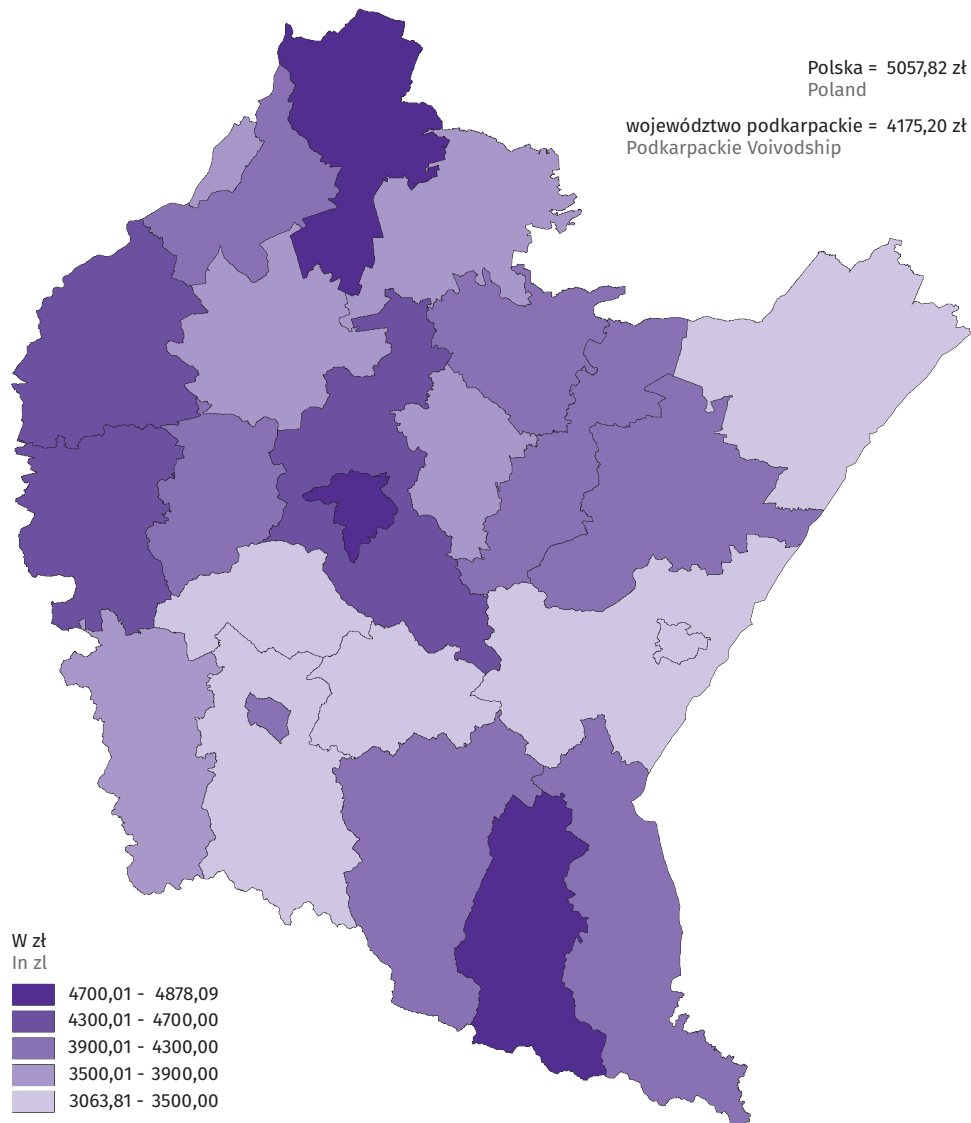 Polska = 5057,82 zł
Poland
województwo podkarpackie = 4175,20 zł
Podkarpackie Voivodship
W zł
In zl
4700,01 - 4878,09
4300,01 - 4700,00
3900,01 - 4300,00
3500,01 - 3900,00
3063,81 - 3500,00